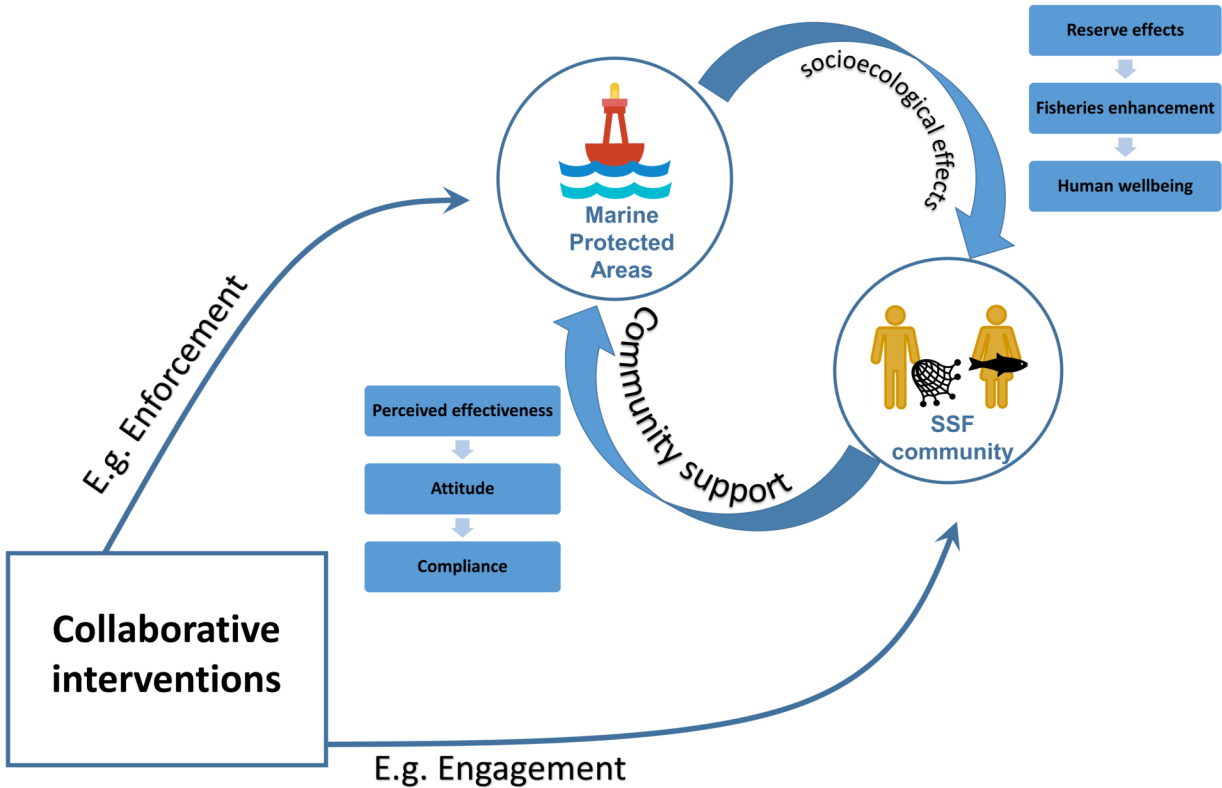 Reserve effects
Fisheries enhancement
Human wellbeing
socioecological effects
Marine
Protected
Areas
SSF
community
Community support
Perceived effectiveness
Attitude
Compliance
E.g. Enforcement
Collaborative
interventions
E.g. Engagement